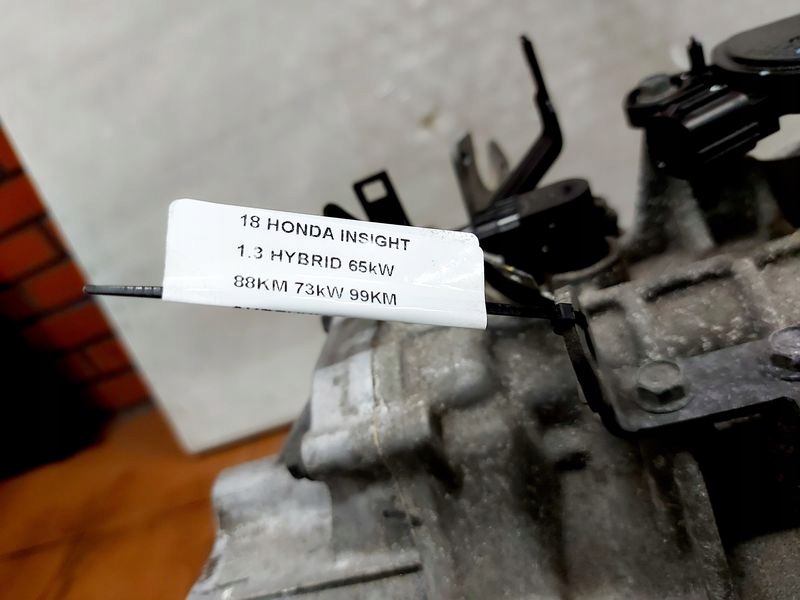 18 HONDA INSIGHT
1.3 HYBRID 65kW
88KM 73kW 99KM